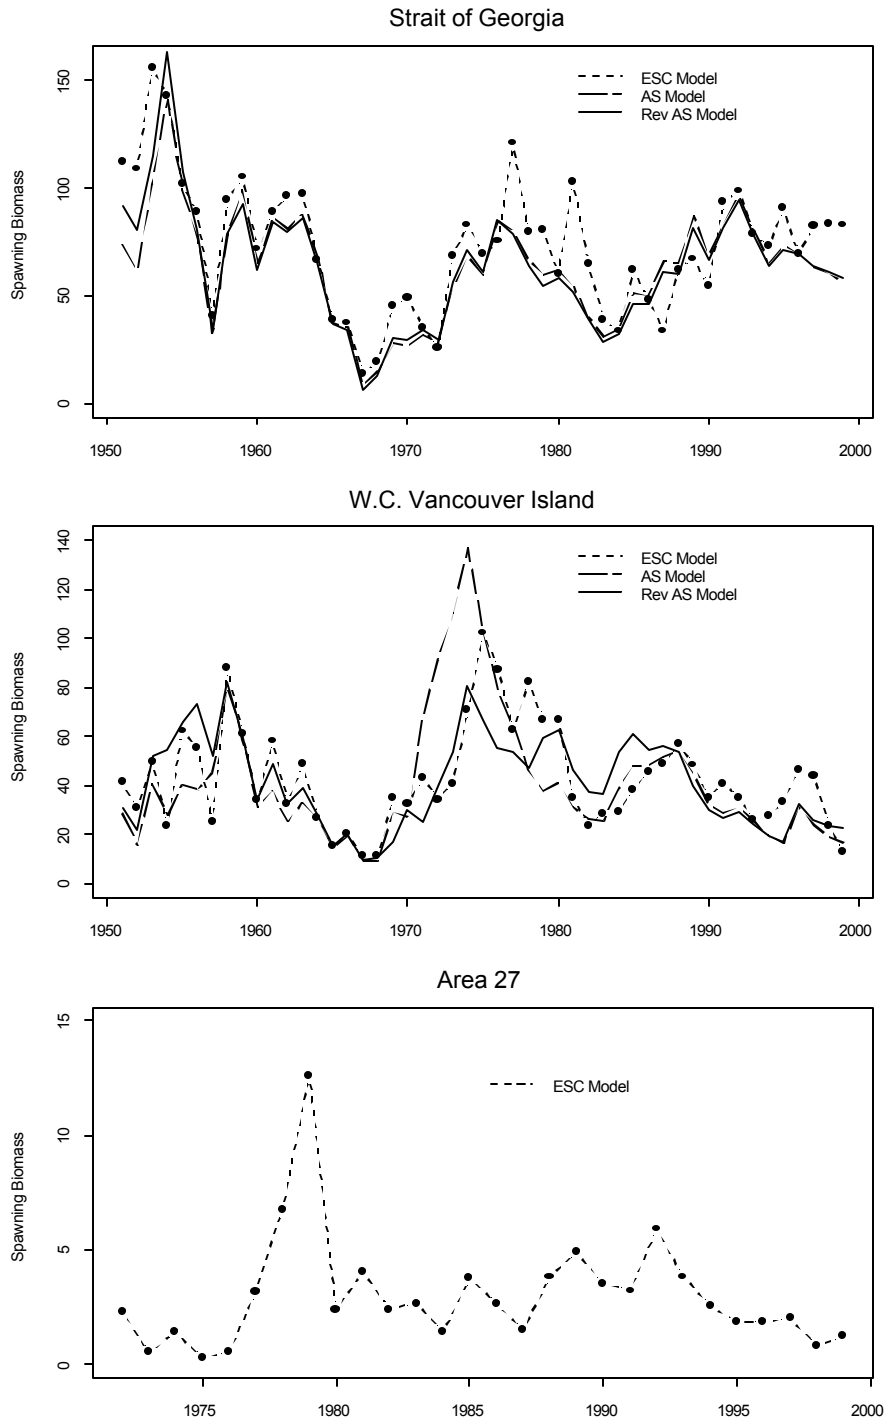 Strait of Georgia
Spawning Biomass
150
100
50
0
ESC Model
AS Model
Rev AS Model
1950 1960 1970 1980 1990 2000
W.C. Vancouver Island
Spawning Biomass
140
120
100
80
60
40
20
0
ESC Model
AS Model
Rev AS Model
1950 1960 1970 1980 1990 2000
Area 27
Spawning Biomass
15
10
5
0
ESC Model
1975 1980 1985 1990 1995 2000